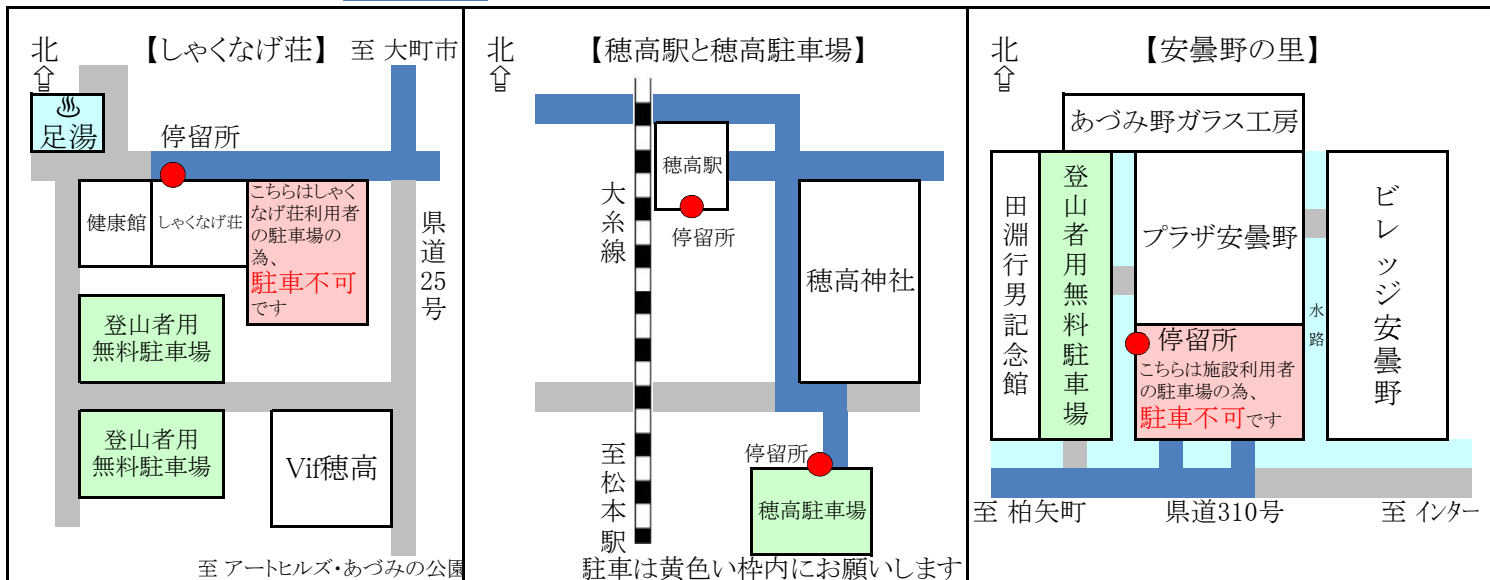 北
【しゃくなげ荘】
至 大町市
足湯
停留所
健康館
しゃくなげ荘
こちらはしゃく
なげ荘利用者
の駐車場の
為、
駐車不可
です
県道25号
登山者用
無料駐車場
登山者用
無料駐車場
Vif穂高
至 アートヒルズ・あづみの公園
北
【穂高駅と穂高駐車場】
穂高駅
大糸線
停留所
穂高神社
至松本駅
停留所
穂高駐車場
駐車は黄色い枠内にお願いします
北
【安曇野の里】
あづみ野ガラス工房
田淵行男記念館
登山者用無料駐車場
プラザ安曇野
水路
ビレッジ安曇野
停留所
こちらは施設利用者
の駐車場の為、
駐車不可です
至 柏矢町
県道310号
至 インター